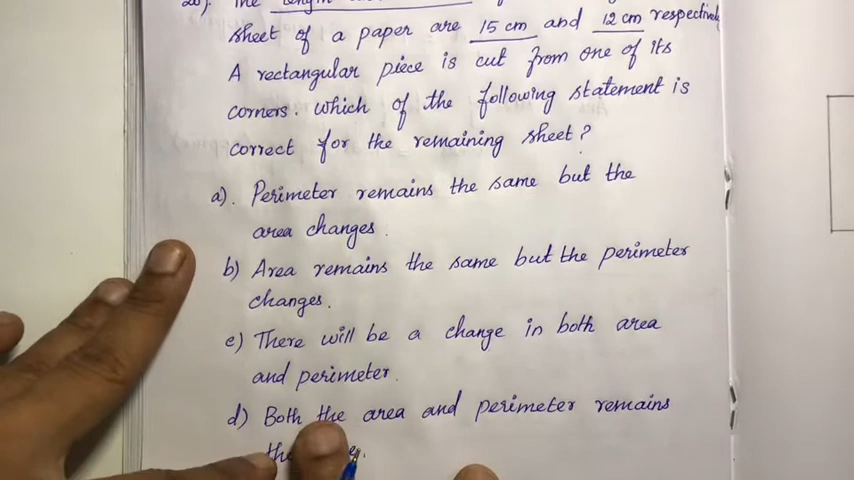 20). The length
sheet of a paper are 15 cm and 12 cm respectively
A rectangular piece is cut from one of its
corners. which of the following statement is
correct for the remaining sheet?
a). Perimeter remains the same but the
area changes.
b) Area remains the same but the perimeter
changes.
c) There will be a change in both area
and perimeter.
d) Both the area and perimeter remains